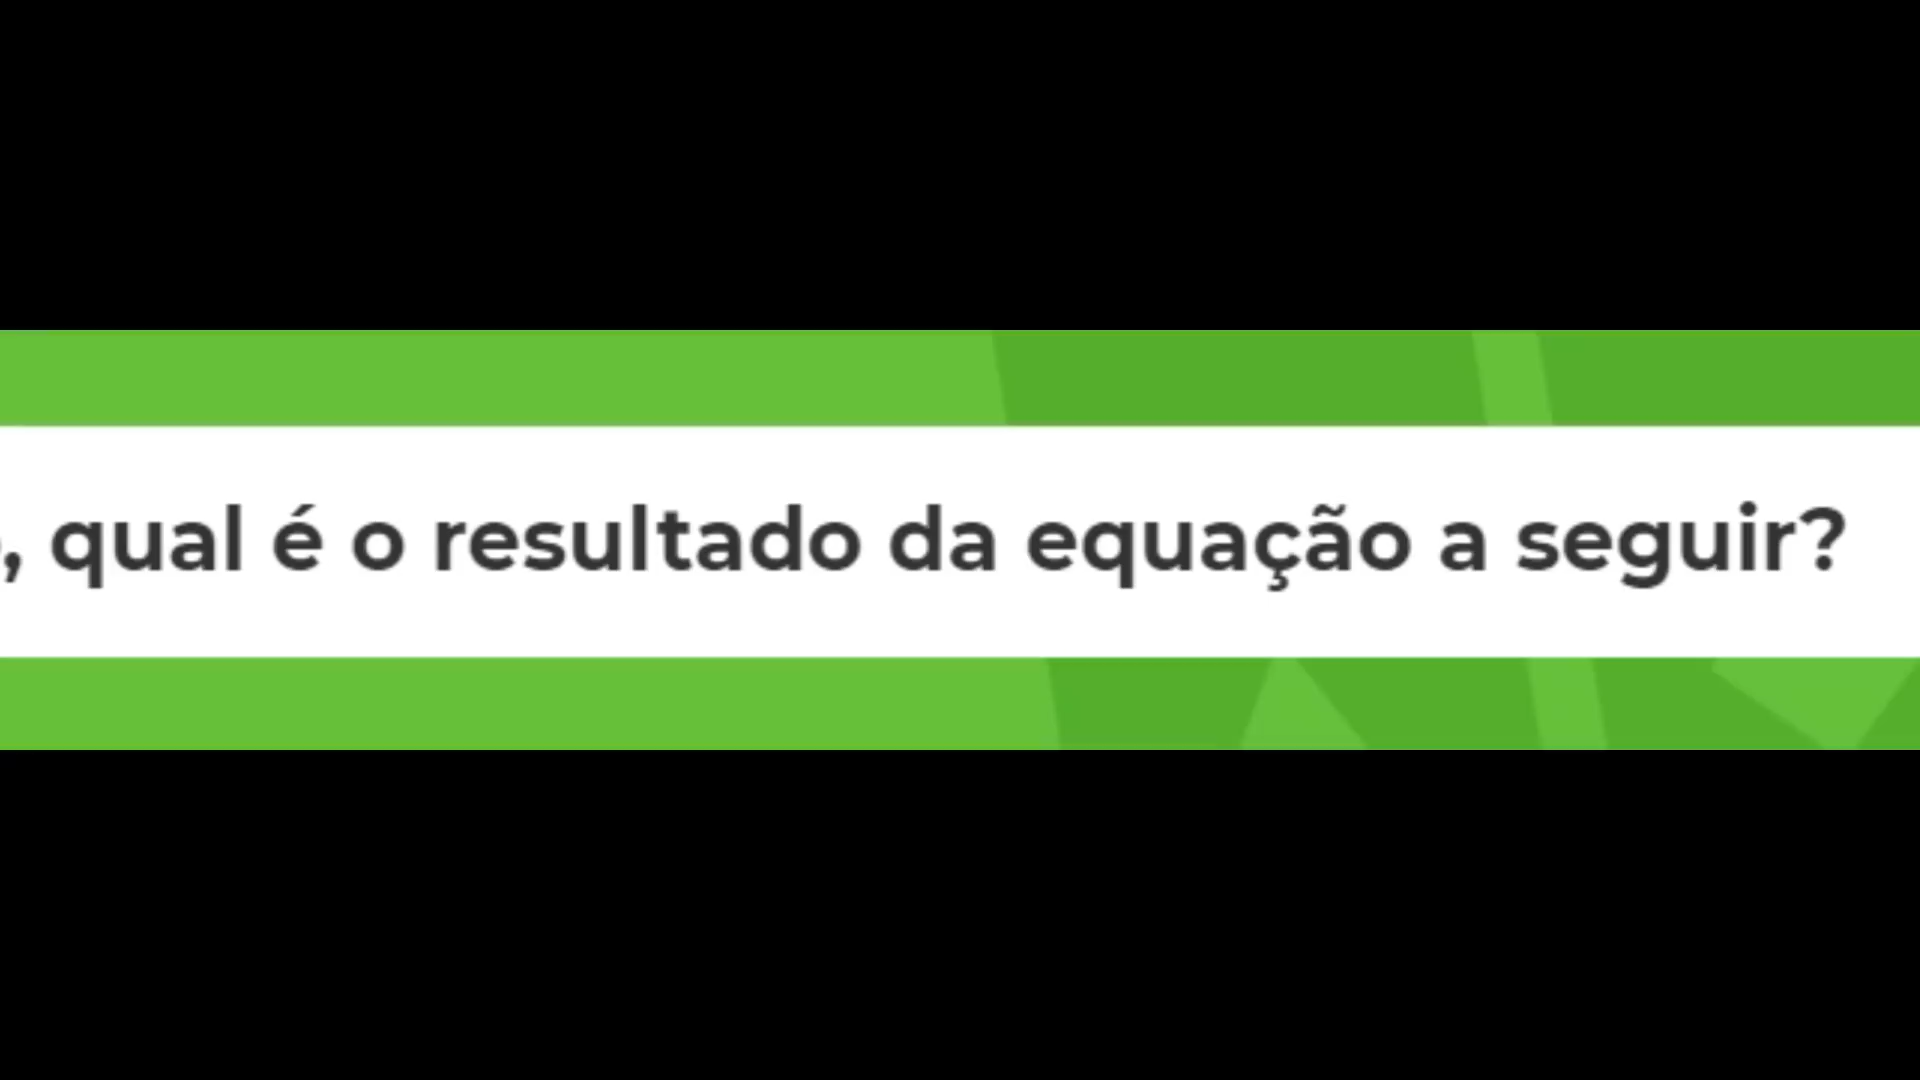 , qual é o resultado da equação a seguir?